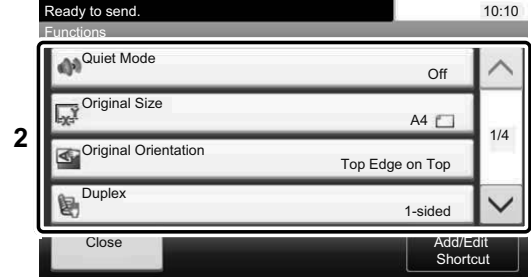 Ready to send.
10:10
Functions
Quiet Mode
Off
Original Size
A4
2
1/4
Original Orientation
Top Edge on Top
Duplex
1-sided
Close
Add/Edit
Shortcut